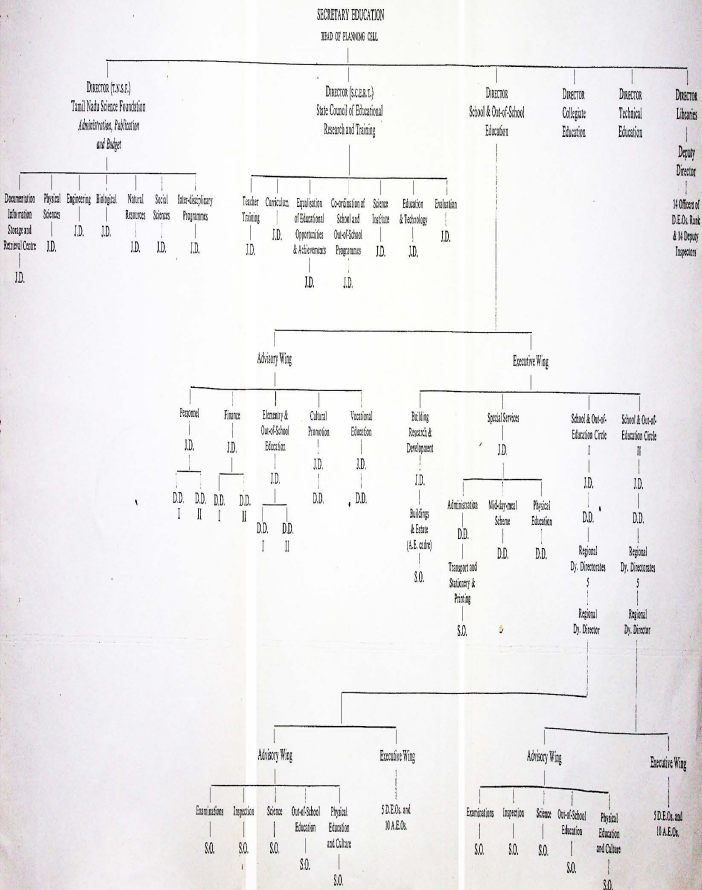 SECRETARY EDUCATION
HEAD OF PLANNING CELL
DIRECTOR (T.N.S.F.)
Tamil Nadu Science Foundation
Administration, Publication
and Budget
DIRECTOR (S.C.E.R.T.)
State Council of Educational
Research and Training
DIRECTOR
School & Out-of-School
Education
DIRECTOR
Collegiate
Education
DIRECTOR
Technical
Education
DIRECTOR
Libraries
Deputy
Director
14 Officers of
D.E.Os. Rank
& 14 Deputy
Inspectors
Documentation
Information
Storage and
Retrieval Centre
J.D.
Physical
Sciences
J.D.
Engineering
J.D.
Biological
J.D.
Natural
Resources
J.D.
Social
Sciences
J.D.
Inter-disciplinary
Programmes
J.D.
Teacher
Training
J.D.
Curriculum
J.D.
Equalisation
of Educational
Opportunities
& Achievements
J.D.
Co-ordination of
School and
Out-of-School
Programmes
J.D.
Science
Institute
J.D.
Education
& Technology
J.D.
Evaluation
J.D.
Advisory Wing
Executive Wing
Personnel
J.D.
D.D.
I
D.D.
II
Finance
J.D.
D.D.
I
D.D.
II
Elementry &
Out-of-School
Education
J.D.
D.D.
I
D.D.
II
Cultural
Promotion
J.D.
D.D.
Vocational
Education
J.D.
D.D.
Building
Research &
Development
J.D.
Buildings
& Estate
(A.E. cadre)
S.O.
Special Services
J.D.
Administration
D.D.
Transport and
Stationery &
Printing
S.O.
Mid-day-meal
Scheme
D.D.
Physical
Education
D.D.
School & Out-of-
Education Circle
I
J.D.
D.D.
Regional
Dy. Directorates
5
Regional
Dy. Director
School & Out-of-
Education Circle
II
J.D.
D.D.
Regional
Dy. Directorates
5
Regional
Dy. Director
Advisory Wing
Executive Wing
Examinations
S.O.
Inspection
S.O.
Science
S.O.
Out-of-School
Education
S.O.
Physical
Education
and Culture
S.O.
5 D.E.Os. and
10 A.E.Os.
Advisory Wing
Executive Wing
Examinations
S.O.
Inspection
S.O.
Science
S.O.
Out-of-School
Education
S.O.
Physical
Education
and Culture
S.O.
5 D.E.Os. and
10 A.E.Os.